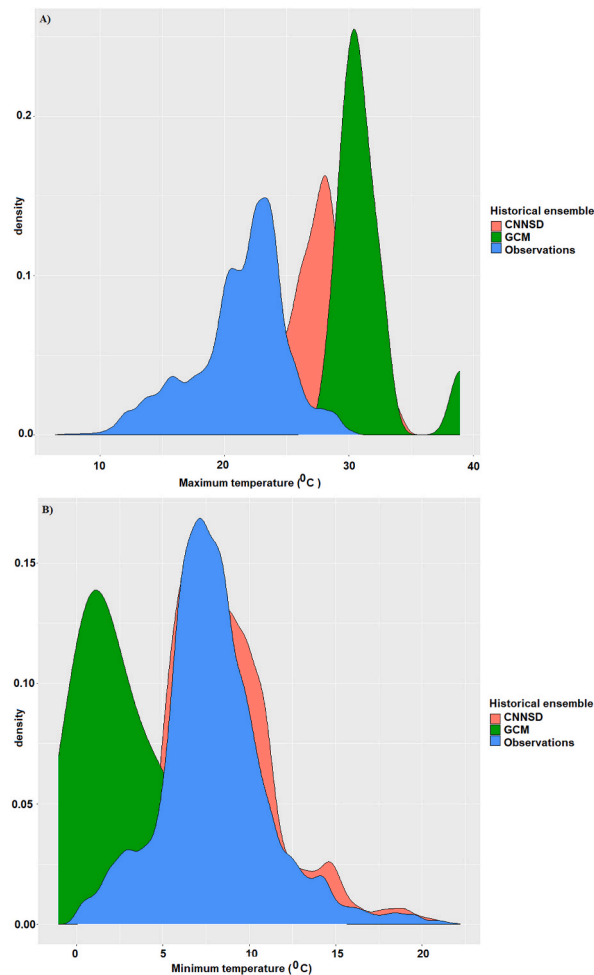 A)
density
0.2
0.1
0.0
10 20 30 40
Maximum temperature (⁰C )
Historical ensemble
CNNSD
GCM
Observations
B)
density
0.15
0.10
0.05
0.00
0 5 10 15 20
Minimum temperature (⁰C)
Historical ensemble
CNNSD
GCM
Observations